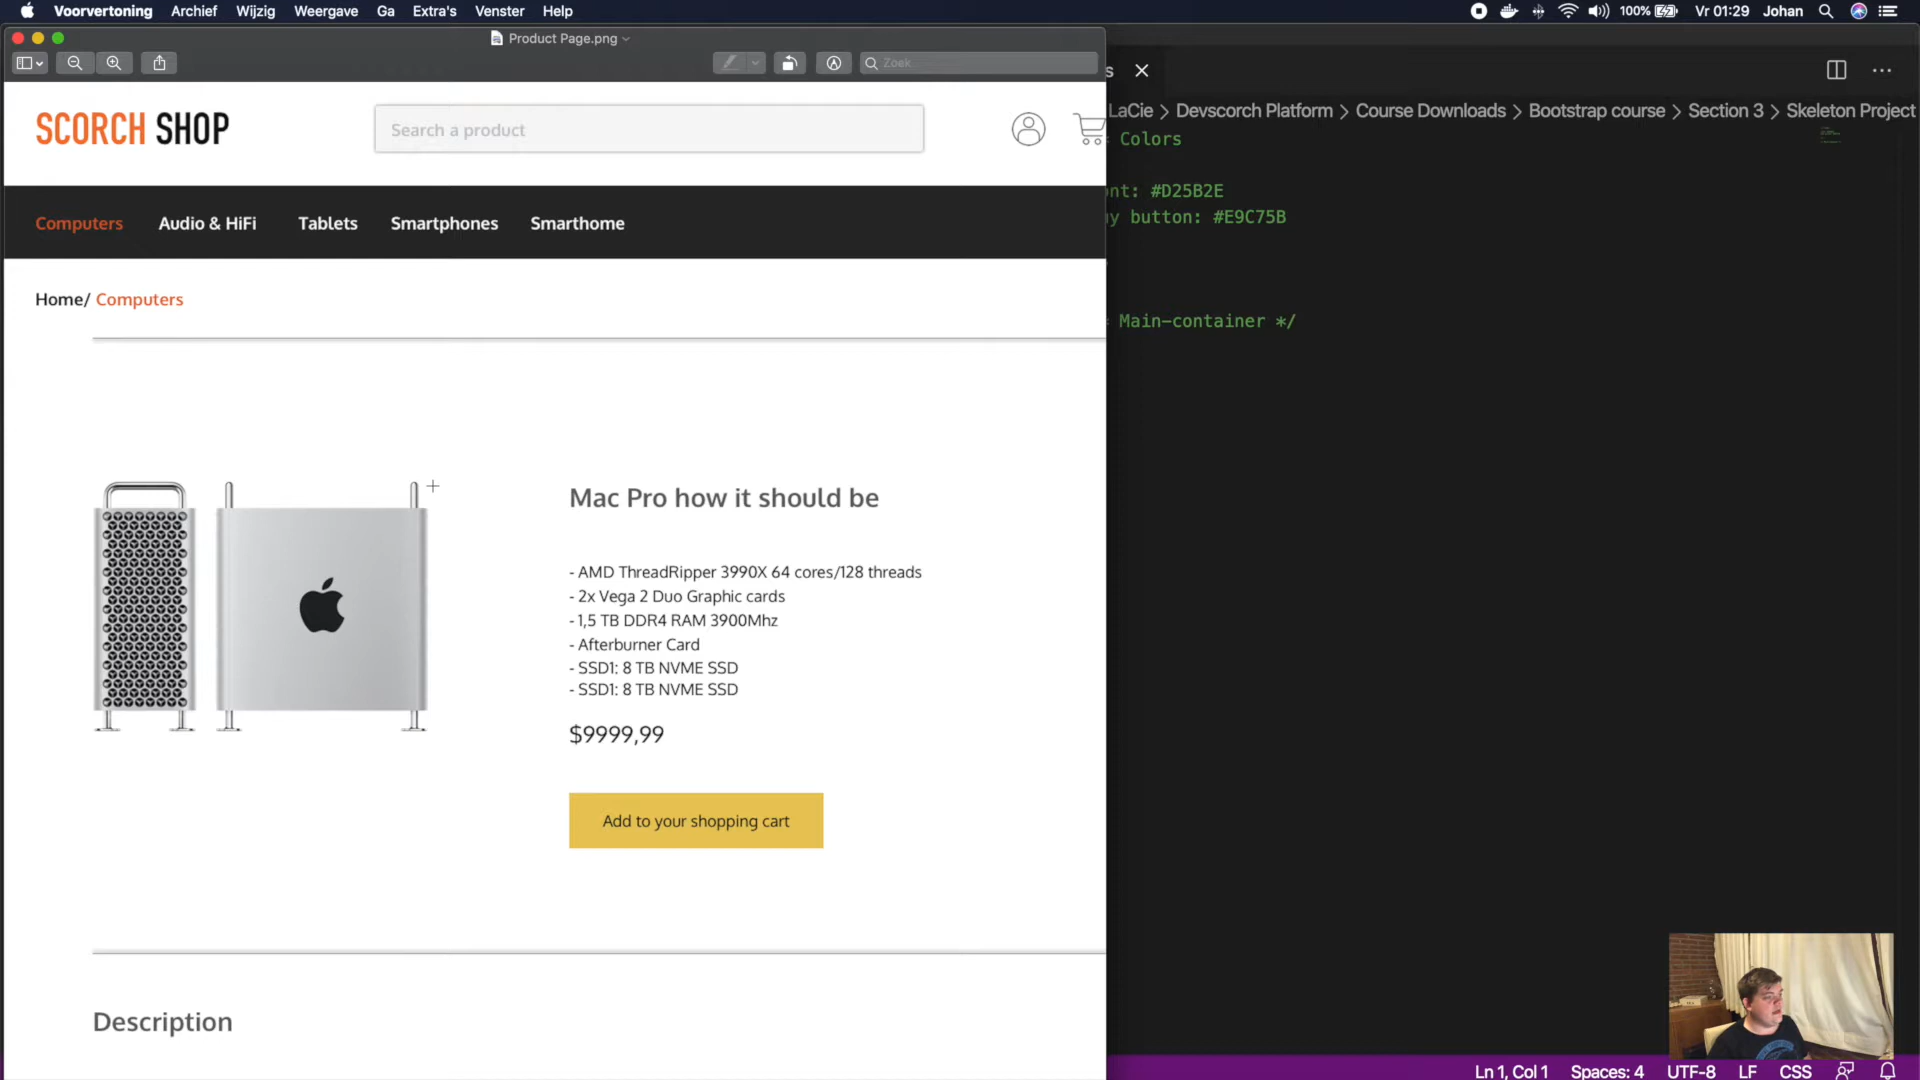 Voorvertoning Archief Wijzig Weergave Ga Extra's Venster Help 100% Vr 01:29 Johan
Product Page.png
Zoek
SCORCH SHOP
Search a product
Computers Audio & HiFi Tablets Smartphones Smarthome
Home/ Computers
Mac Pro how it should be
- AMD ThreadRipper 3990X 64 cores/128 threads
- 2x Vega 2 Duo Graphic cards
- 1,5 TB DDR4 RAM 3900Mhz
- Afterburner Card
- SSD1: 8 TB NVME SSD
- SSD1: 8 TB NVME SSD
$9999,99
Add to your shopping cart
Description
s
LaCie > Devscorch Platform > Course Downloads > Bootstrap course > Section 3 > Skeleton Project
Colors
nt: #D25B2E
y button: #E9C75B
Main-container */
Ln 1, Col 1 Spaces: 4 UTF-8 LF CSS